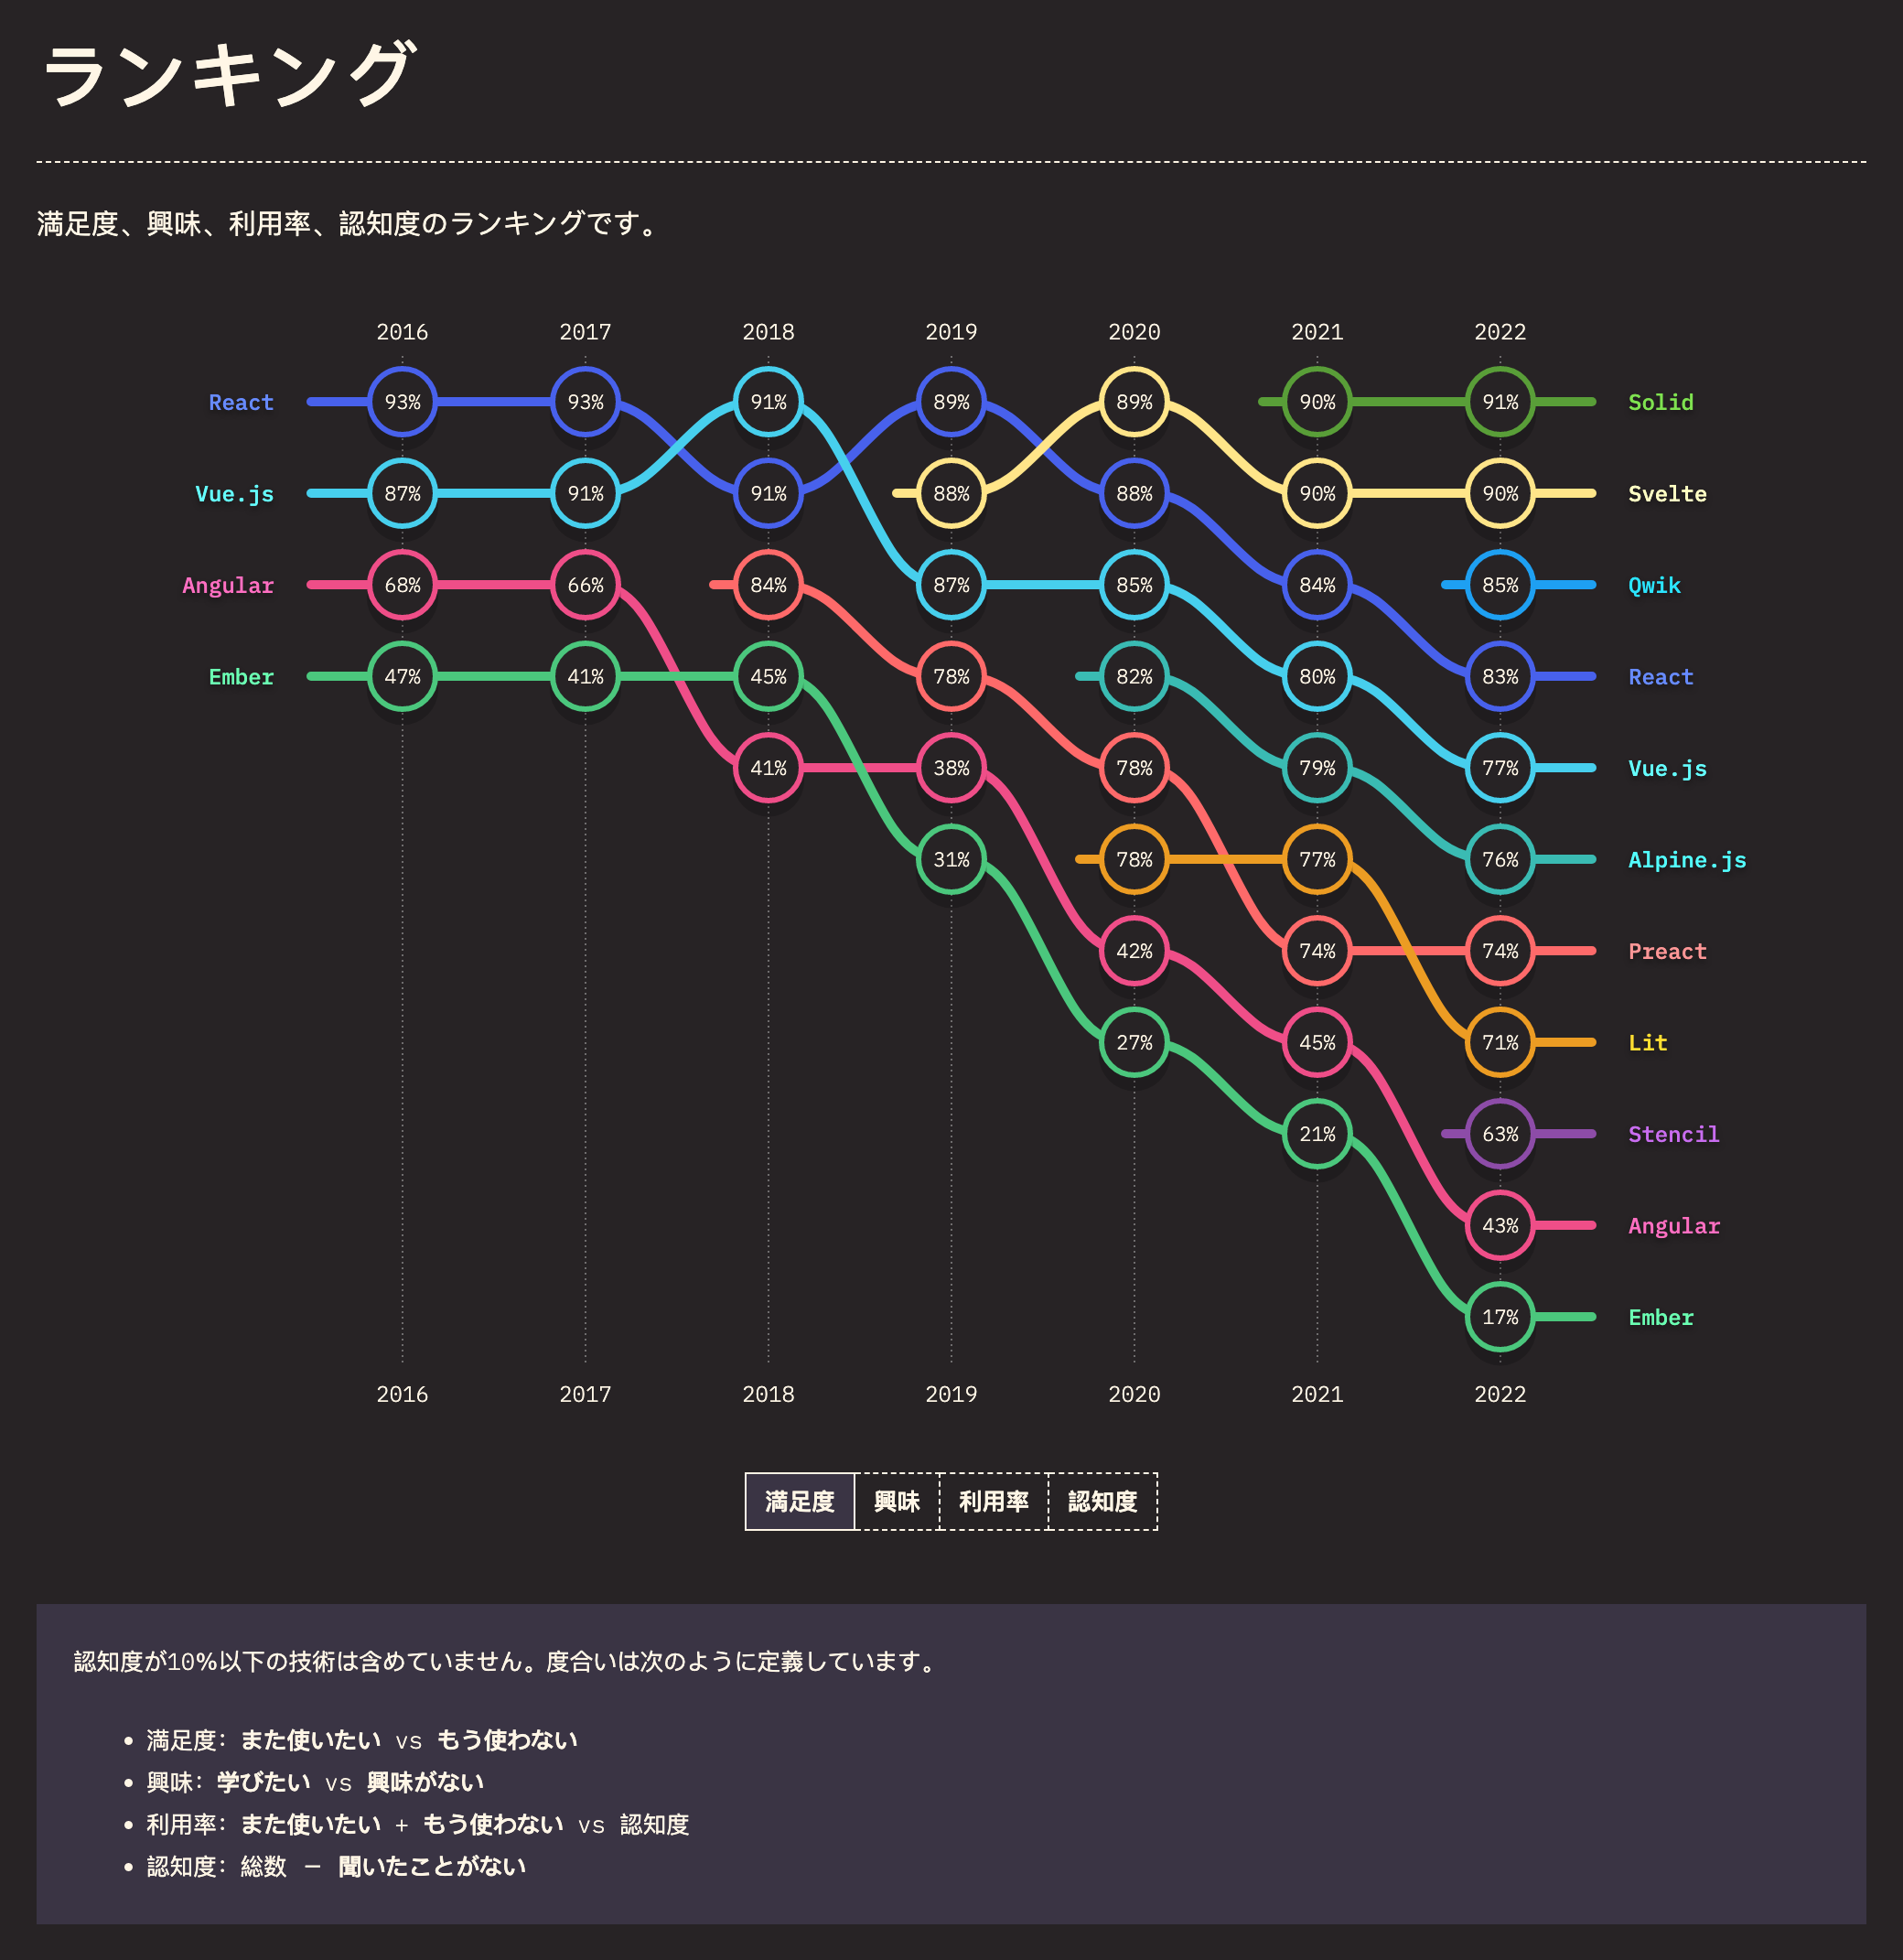 ランキング
満足度、興味、利用率、認知度のランキングです。
2016 2017 2018 2019 2020 2021 2022
React 93% 93% 91% 89% 89% 90% 91% Solid
Vue.js 87% 91% 91% 88% 88% 90% 90% Svelte
Angular 68% 66% 84% 87% 85% 84% 85% Qwik
Ember 47% 41% 45% 78% 82% 80% 83% React
41% 38% 78% 79% 77% Vue.js
31% 78% 77% 76% Alpine.js
42% 74% 74% Preact
27% 45% 71% Lit
21% 63% Stencil
43% Angular
17% Ember
2016 2017 2018 2019 2020 2021 2022
満足度 興味 利用率 認知度
認知度が10%以下の技術は含めていません。度合いは次のように定義しています。
• 満足度: また使いたい vs もう使わない
• 興味: 学びたい vs 興味がない
• 利用率: また使いたい + もう使わない vs 認知度
• 認知度: 総数 − 聞いたことがない